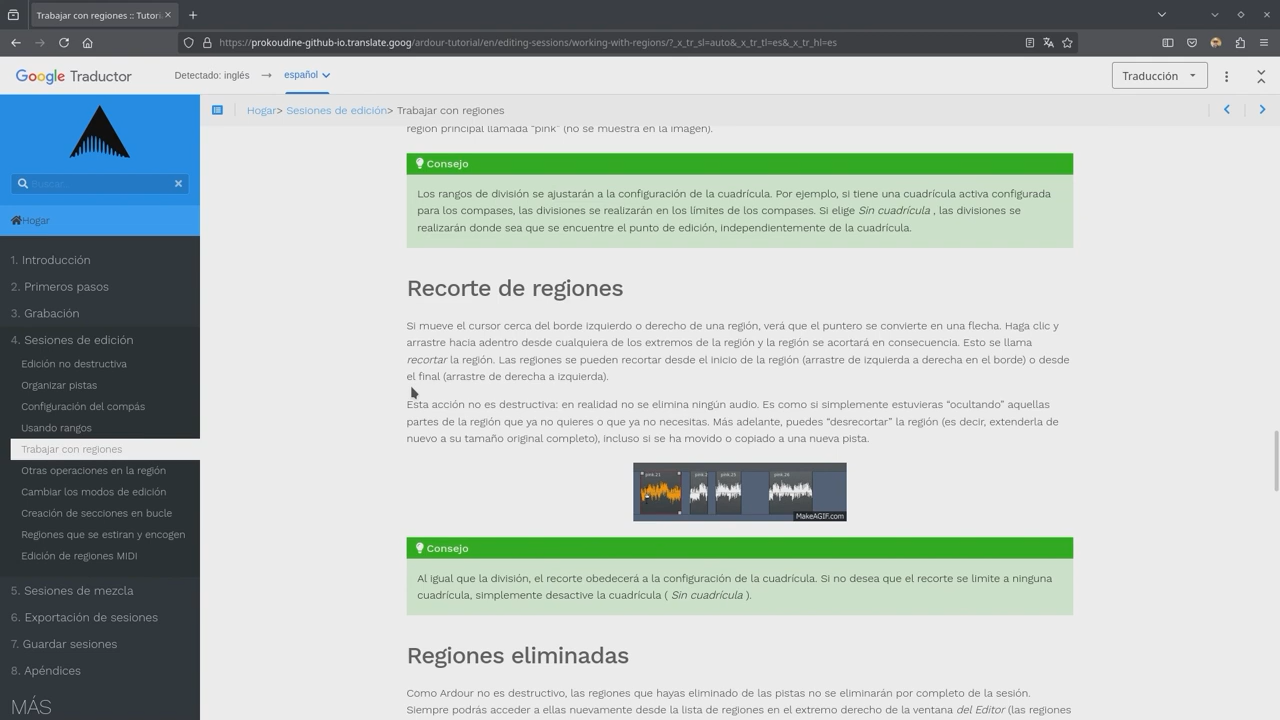 Trabajar con regiones :: Tutori
https://prokoudine-github-io.translate.goog/ardour-tutorial/en/editing-sessions/working-with-regions/?_x_tr_sl=auto&_x_tr_tl=es&_x_tr_hl=es
Google Traductor
Detectado: inglés
español
Traducción
Buscar...
Hogar
1. Introducción
2. Primeros pasos
3. Grabación
4. Sesiones de edición
Edición no destructiva
Organizar pistas
Configuración del compás
Usando rangos
Trabajar con regiones
Otras operaciones en la región
Cambiar los modos de edición
Creación de secciones en bucle
Regiones que se estiran y encogen
Edición de regiones MIDI
5. Sesiones de mezcla
6. Exportación de sesiones
7. Guardar sesiones
8. Apéndices
MÁS
Hogar> Sesiones de edición> Trabajar con regiones
región principal llamada “pink” (no se muestra en la imagen).
Consejo
Los rangos de división se ajustarán a la configuración de la cuadrícula. Por ejemplo, si tiene una cuadrícula activa configurada
para los compases, las divisiones se realizarán en los límites de los compases. Si elige Sin cuadrícula , las divisiones se
realizarán donde sea que se encuentre el punto de edición, independientemente de la cuadrícula.
Recorte de regiones
Si mueve el cursor cerca del borde izquierdo o derecho de una región, verá que el puntero se convierte en una flecha. Haga clic y
arrastre hacia adentro desde cualquiera de los extremos de la región y la región se acortará en consecuencia. Esto se llama
recortar la región. Las regiones se pueden recortar desde el inicio de la región (arrastre de izquierda a derecha en el borde) o desde
el final (arrastre de derecha a izquierda).
Esta acción no es destructiva: en realidad no se elimina ningún audio. Es como si simplemente estuvieras “ocultando” aquellas
partes de la región que ya no quieres o que ya no necesitas. Más adelante, puedes “desrecortar” la región (es decir, extenderla de
nuevo a su tamaño original completo), incluso si se ha movido o copiado a una nueva pista.
MakeAGIF.com
Consejo
Al igual que la división, el recorte obedecerá a la configuración de la cuadrícula. Si no desea que el recorte se limite a ninguna
cuadrícula, simplemente desactive la cuadrícula ( Sin cuadrícula ).
Regiones eliminadas
Como Ardour no es destructivo, las regiones que hayas eliminado de las pistas no se eliminarán por completo de la sesión.
Siempre podrás acceder a ellas nuevamente desde la lista de regiones en el extremo derecho de la ventana del Editor (las regiones